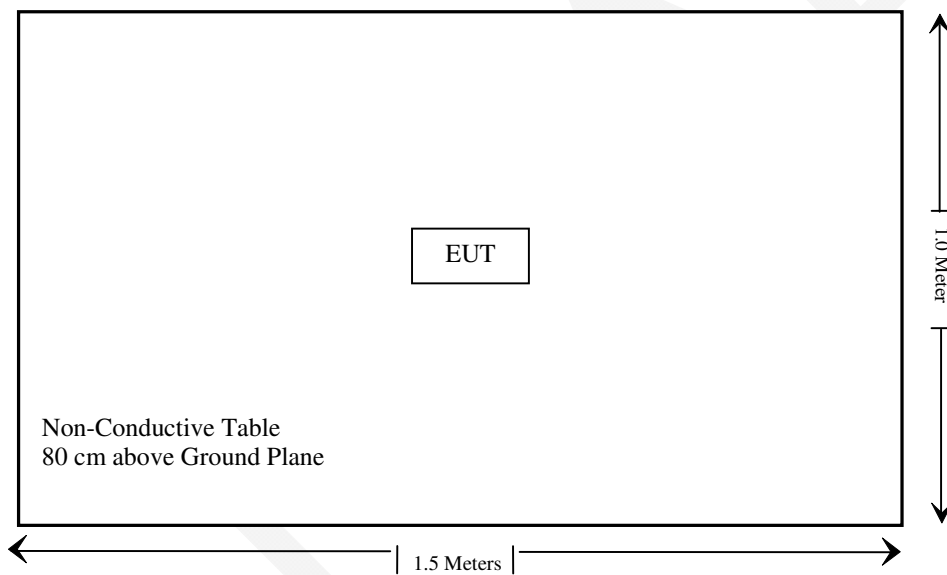 EUT
1.0 Meter
Non-Conductive Table
80 cm above Ground Plane
1.5 Meters